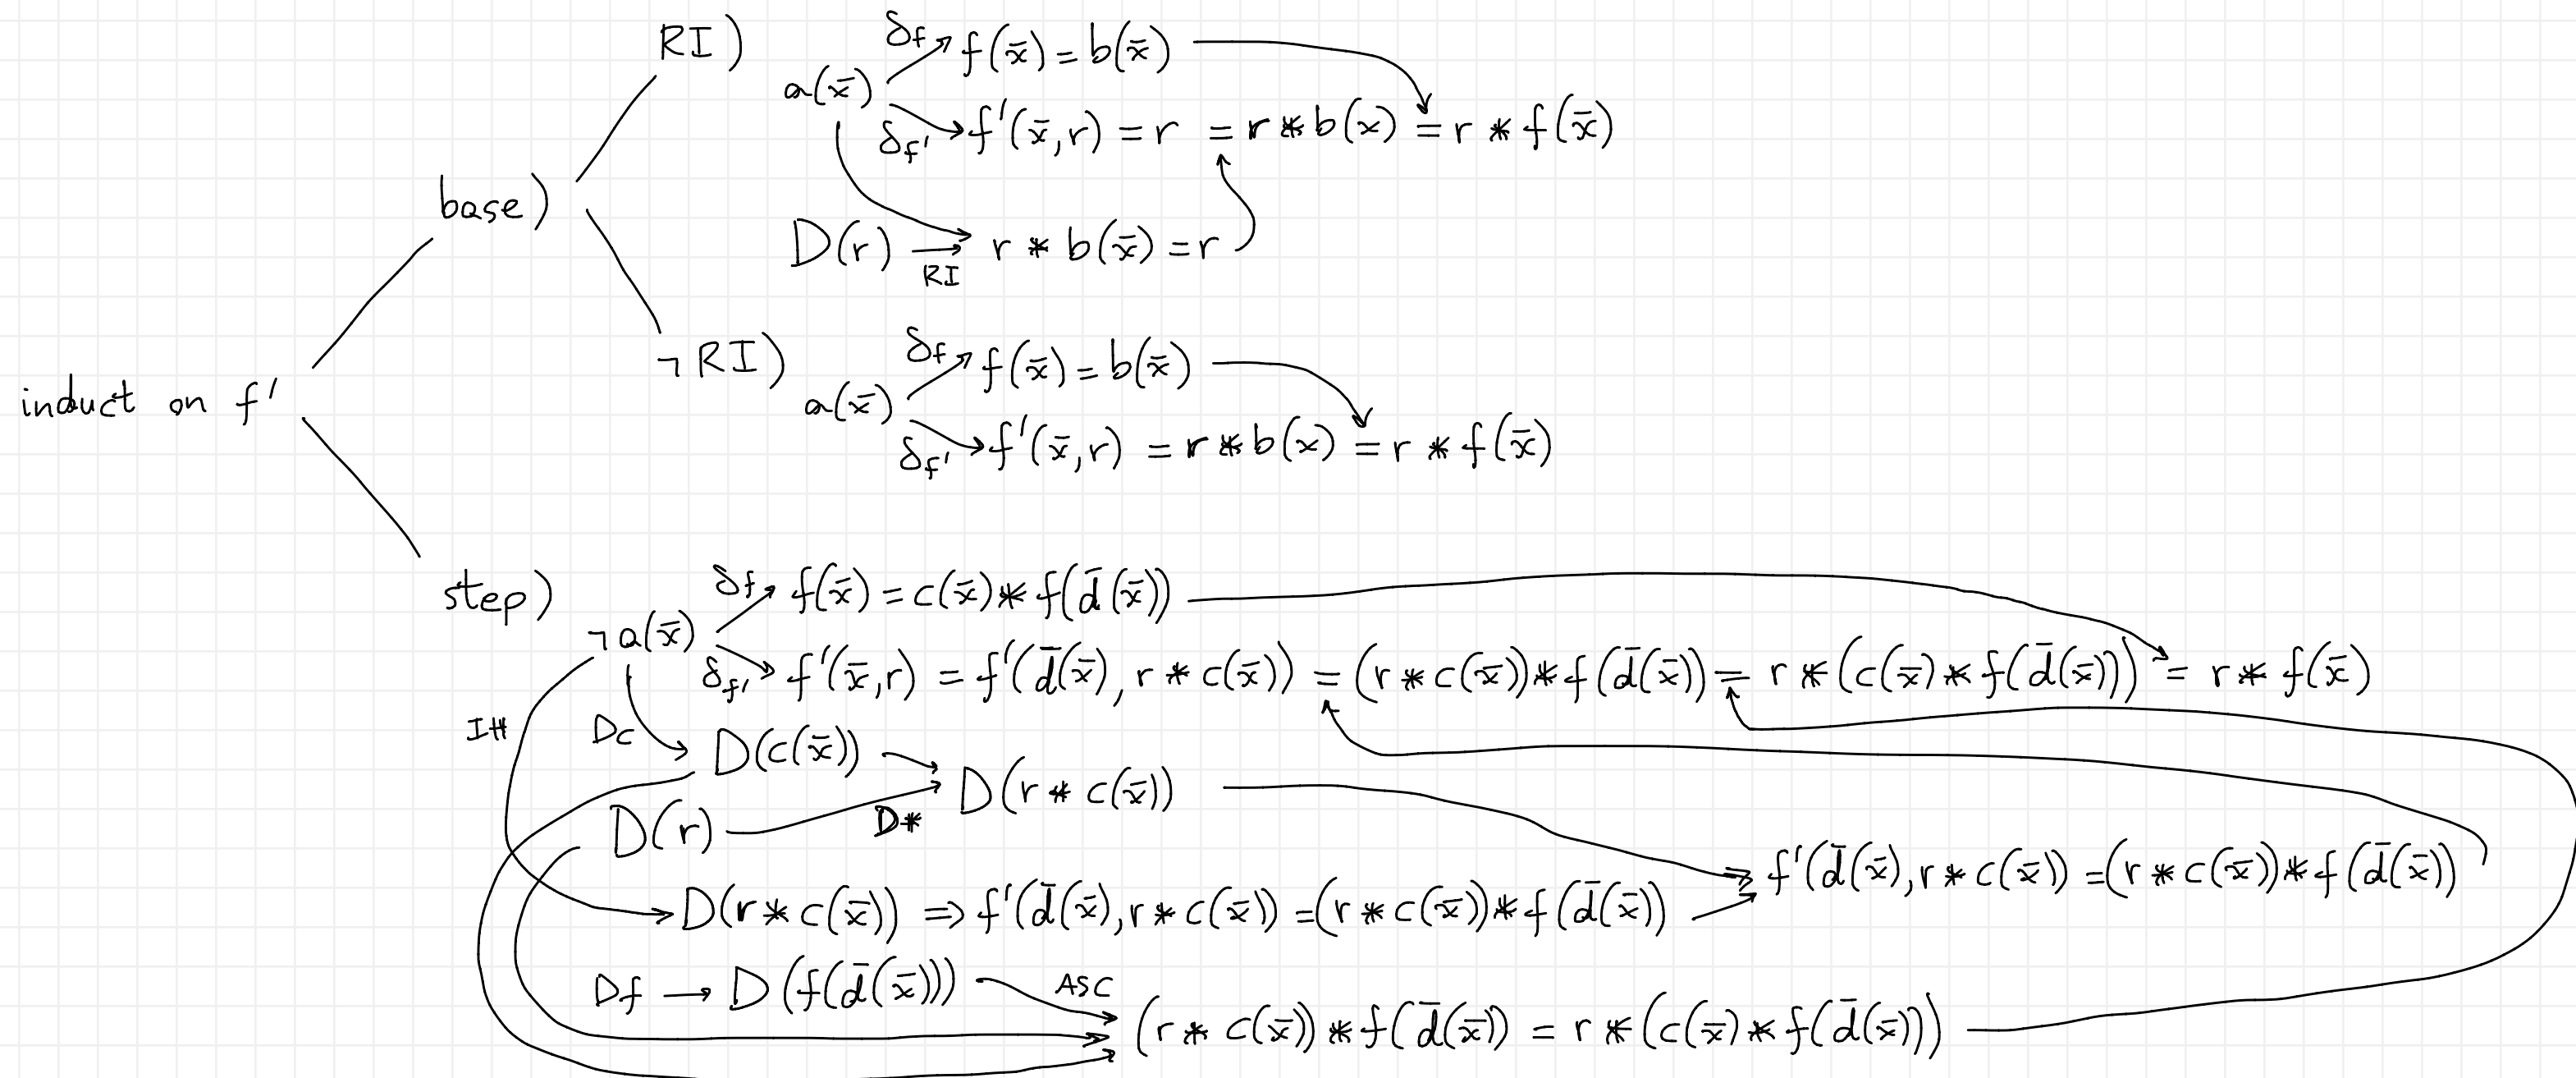 RI)
δf f(x̄) = b(x̄)
a(x̄)
δf' f'(x̄, r) = r = r * b(x) = r * f(x̄)
base)
D(r) → r * b(x̄) = r
RI
¬RI)
δf f(x̄) = b(x̄)
a(x̄)
induct on f'
δf' f'(x̄, r) = r * b(x) = r * f(x̄)
step)
δf f(x̄) = c(x̄) * f(d̄(x̄))
¬a(x̄)
δf' f'(x̄, r) = f'(d̄(x̄), r * c(x̄)) = (r * c(x̄)) * f(d̄(x̄)) = r * (c(x̄) * f(d̄(x̄))) = r * f(x̄)
IH Dc D(c(x̄))
D(r * c(x̄))
D(r) D*
f'(d̄(x̄), r * c(x̄)) = (r * c(x̄)) * f(d̄(x̄))
D(r * c(x̄)) ⇒ f'(d̄(x̄), r * c(x̄)) = (r * c(x̄)) * f(d̄(x̄))
Df → D(f(d̄(x̄))) ASC
(r * c(x̄)) * f(d̄(x̄)) = r * (c(x̄) * f(d̄(x̄)))